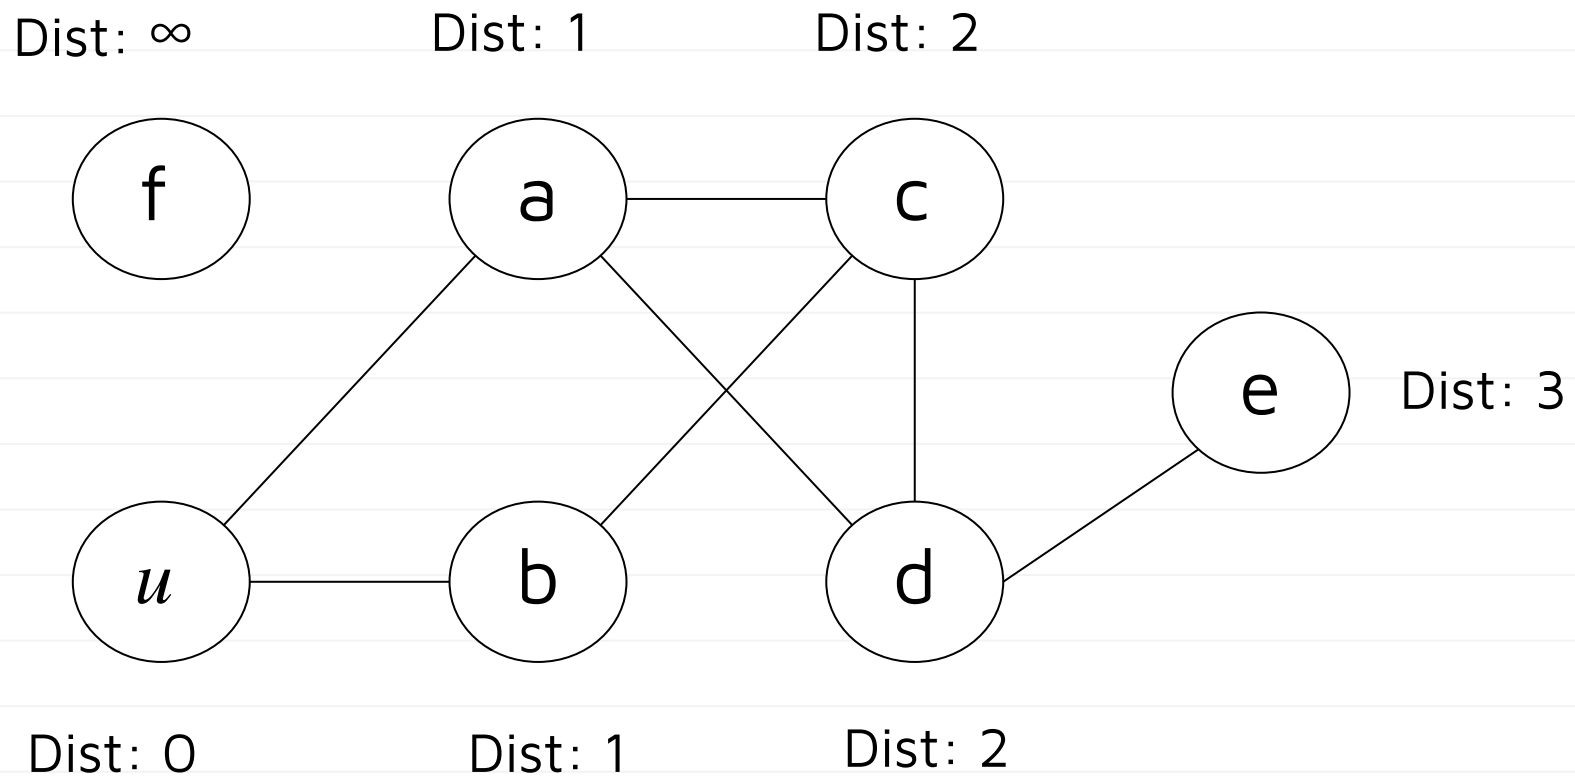 Dist: ∞
Dist: 1
Dist: 2
f
a
c
e
Dist: 3
u
b
d
Dist: 0
Dist: 1
Dist: 2